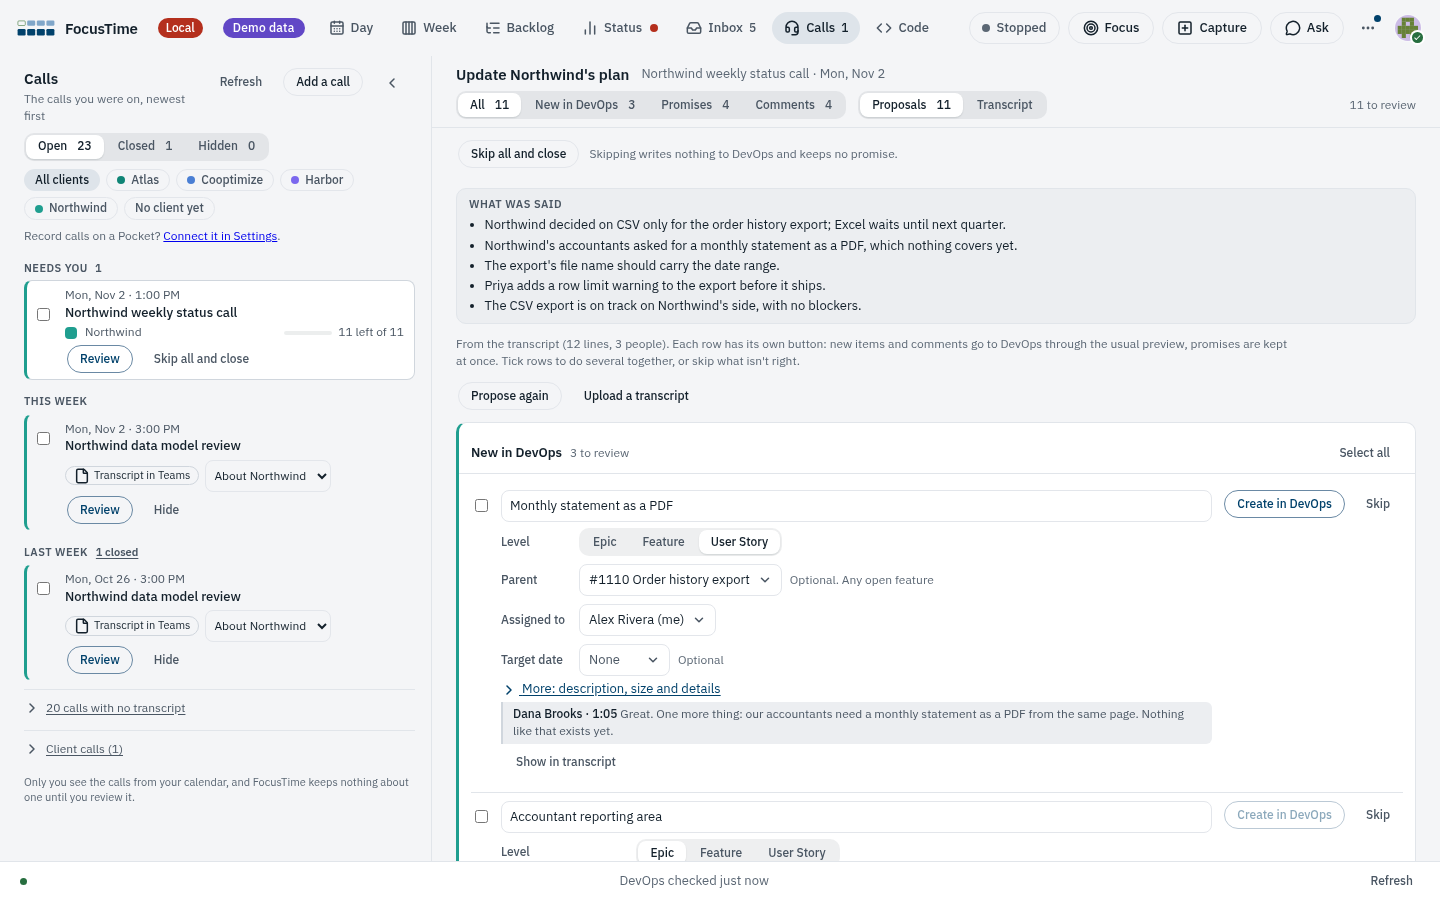 FocusTime
Local
Demo data
Day
Week
Backlog
Status
Inbox 5
Calls 1
Code
Stopped
Focus
Capture
Ask
Calls
The calls you were on, newest first
Refresh
Add a call
Open 23
Closed 1
Hidden 0
All clients
Atlas
Cooptimize
Harbor
Northwind
No client yet
Record calls on a Pocket? Connect it in Settings.
NEEDS YOU 1
Mon, Nov 2 · 1:00 PM
Northwind weekly status call
Northwind
11 left of 11
Review
Skip all and close
THIS WEEK
Mon, Nov 2 · 3:00 PM
Northwind data model review
Transcript in Teams
About Northwind
Review
Hide
LAST WEEK 1 closed
Mon, Oct 26 · 3:00 PM
Northwind data model review
Transcript in Teams
About Northwind
Review
Hide
20 calls with no transcript
Client calls (1)
Only you see the calls from your calendar, and FocusTime keeps nothing about one until you review it.
Update Northwind's plan
Northwind weekly status call · Mon, Nov 2
All 11
New in DevOps 3
Promises 4
Comments 4
Proposals 11
Transcript
11 to review
Skip all and close
Skipping writes nothing to DevOps and keeps no promise.
WHAT WAS SAID
• Northwind decided on CSV only for the order history export; Excel waits until next quarter.
• Northwind's accountants asked for a monthly statement as a PDF, which nothing covers yet.
• The export's file name should carry the date range.
• Priya adds a row limit warning to the export before it ships.
• The CSV export is on track on Northwind's side, with no blockers.
From the transcript (12 lines, 3 people). Each row has its own button: new items and comments go to DevOps through the usual preview, promises are kept
at once. Tick rows to do several together, or skip what isn't right.
Propose again
Upload a transcript
New in DevOps 3 to review
Select all
Monthly statement as a PDF
Create in DevOps
Skip
Level
Epic
Feature
User Story
Parent
#1110 Order history export
Optional. Any open feature
Assigned to
Alex Rivera (me)
Target date
None
Optional
More: description, size and details
Dana Brooks · 1:05 Great. One more thing: our accountants need a monthly statement as a PDF from the same page. Nothing
like that exists yet.
Show in transcript
Accountant reporting area
Create in DevOps
Skip
Level
Epic
Feature
User Story
DevOps checked just now
Refresh